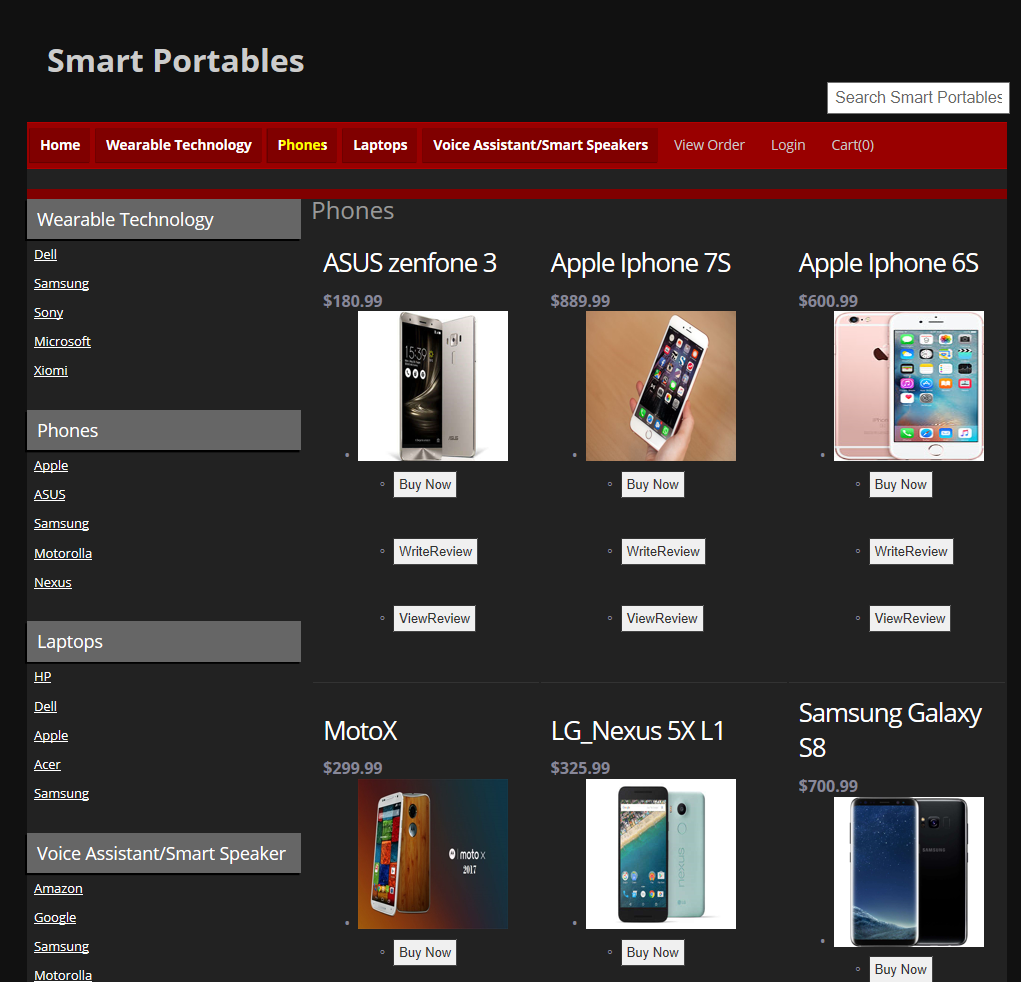 Smart Portables
Search Smart Portables
Home Wearable Technology Phones Laptops Voice Assistant/Smart Speakers View Order Login Cart(0)
Wearable Technology
Dell
Samsung
Sony
Microsoft
Xiomi
Phones
Apple
ASUS
Samsung
Motorolla
Nexus
Laptops
HP
Dell
Apple
Acer
Samsung
Voice Assistant/Smart Speaker
Amazon
Google
Samsung
Motorolla
Phones
ASUS zenfone 3
$180.99
15:39
ASUS
Buy Now
WriteReview
ViewReview
Apple Iphone 7S
$889.99
Buy Now
WriteReview
ViewReview
Apple Iphone 6S
$600.99
Buy Now
WriteReview
ViewReview
MotoX
$299.99
moto x
2017
Buy Now
LG_Nexus 5X L1
$325.99
nexus
Buy Now
Samsung Galaxy
S8
$700.99
SAMSUNG
Buy Now